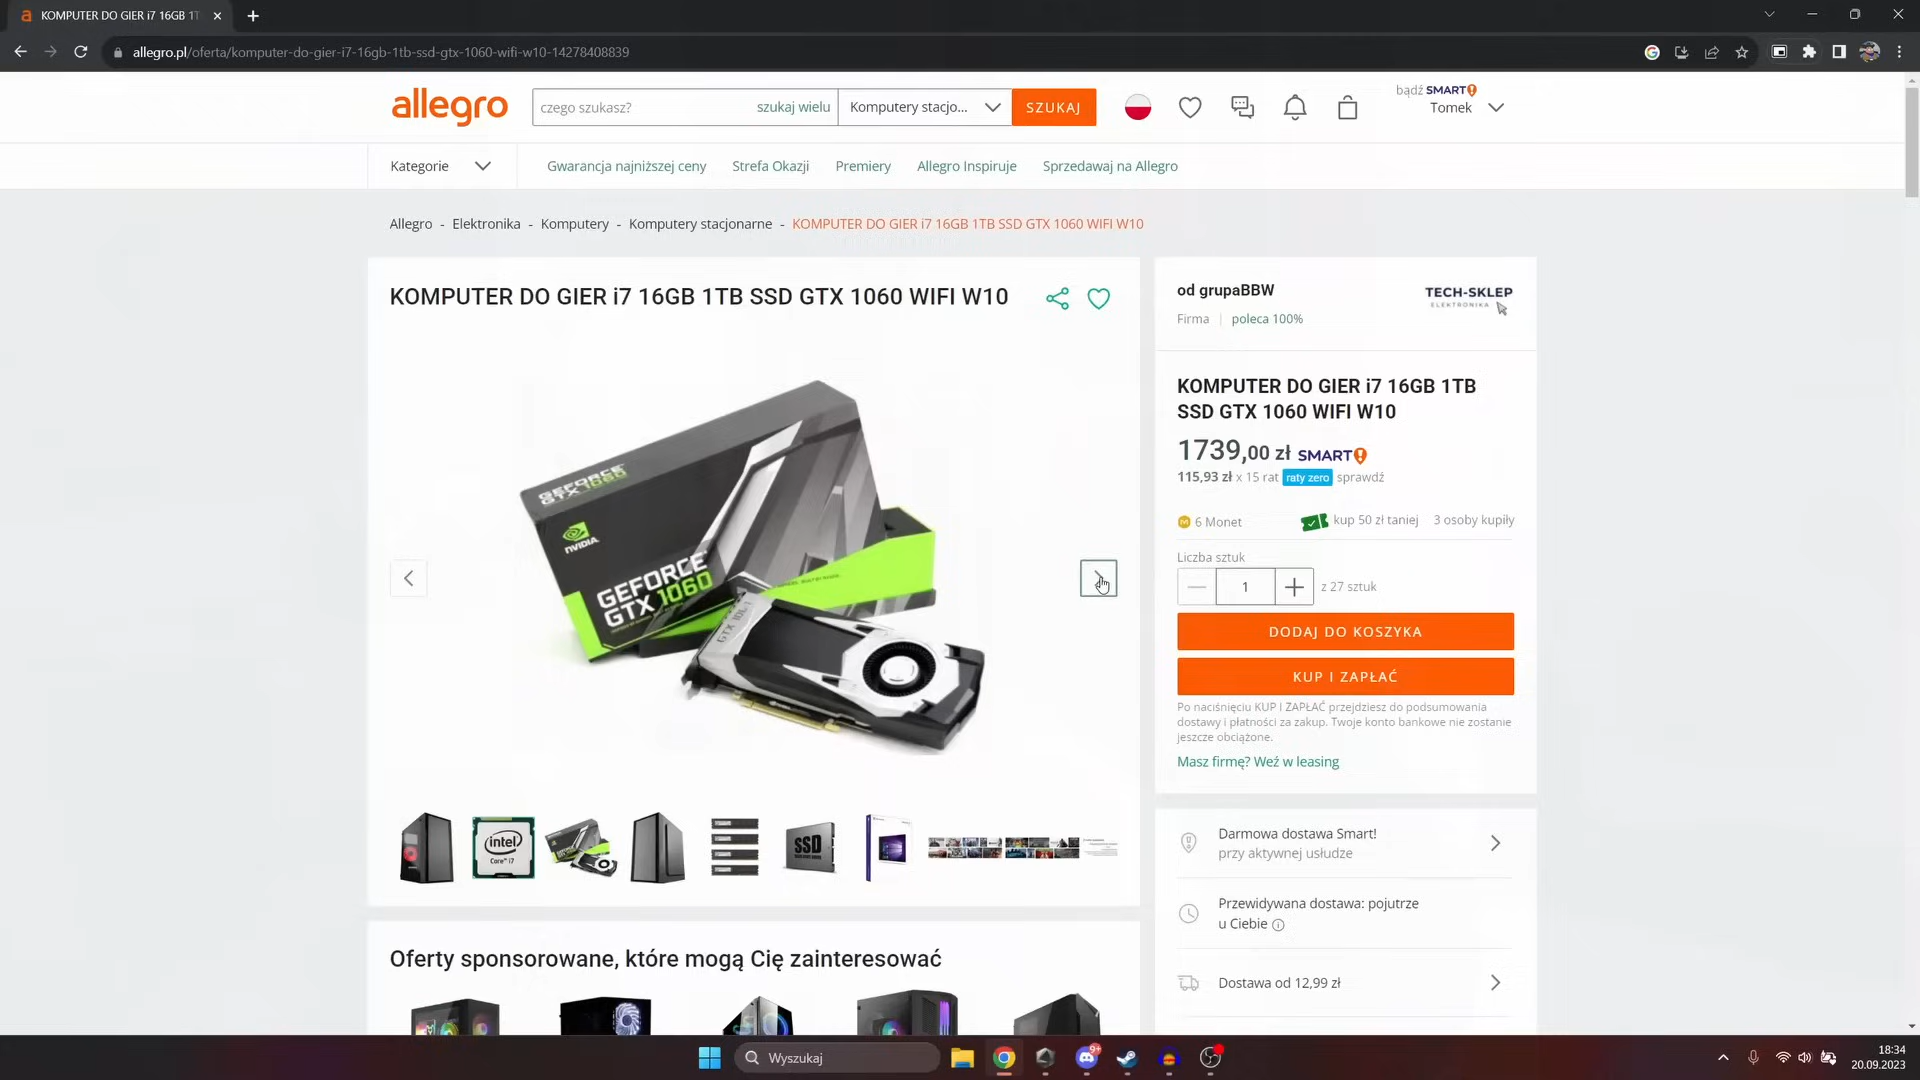 KOMPUTER DO GIER i7 16GB 1T
allegro.pl/oferta/komputer-do-gier-i7-16gb-1tb-ssd-gtx-1060-wifi-w10-14278408839
allegro
czego szukasz?
szukaj wielu
Komputery stacjo...
SZUKAJ
bądź SMART!
Tomek
Kategorie
Gwarancja najniższej ceny
Strefa Okazji
Premiery
Allegro Inspiruje
Sprzedawaj na Allegro
Allegro - Elektronika - Komputery - Komputery stacjonarne - KOMPUTER DO GIER i7 16GB 1TB SSD GTX 1060 WIFI W10
KOMPUTER DO GIER i7 16GB 1TB SSD GTX 1060 WIFI W10
GEFORCE
GTX 1060
NVIDIA.
GEFORCE
GTX 1060
intel
Core i7
SSD
od grupaBBW
TECH-SKLEP
ELEKTRONIKA
Firma | poleca 100%
KOMPUTER DO GIER i7 16GB 1TB
SSD GTX 1060 WIFI W10
1739,00 zł SMART!
115,93 zł x 15 rat raty zero sprawdź
6 Monet
kup 50 zł taniej
3 osoby kupiły
Liczba sztuk
1
z 27 sztuk
DODAJ DO KOSZYKA
KUP I ZAPŁAĆ
Po naciśnięciu KUP I ZAPŁAĆ przejdziesz do podsumowania
dostawy i płatności za zakup. Twoje konto bankowe nie zostanie
jeszcze obciążone.
Masz firmę? Weź w leasing
Darmowa dostawa Smart!
przy aktywnej usłudze
Przewidywana dostawa: pojutrze
u Ciebie
Dostawa od 12,99 zł
Oferty sponsorowane, które mogą Cię zainteresować
Wyszukaj
9+
18:34
20.09.2023